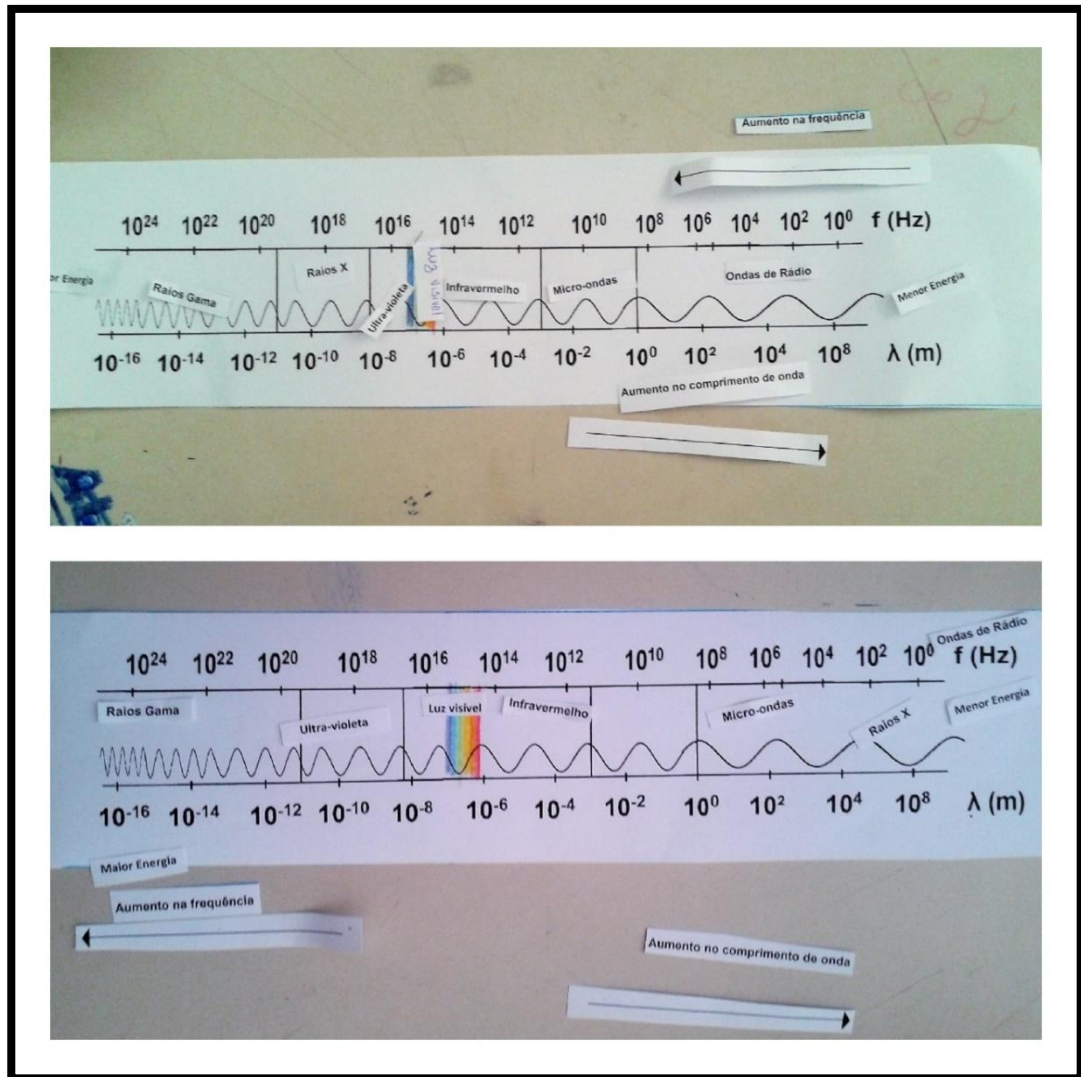 Aumento na frequência
10²⁴ 10²² 10²⁰ 10¹⁸ 10¹⁶ 10¹⁴ 10¹² 10¹⁰ 10⁸ 10⁶ 10⁴ 10² 10⁰ f (Hz)
or Energia
Raios Gama
Raios X
Ultra-violeta
Luz visível
Infravermelho
Micro-ondas
Ondas de Rádio
Menor Energia
10⁻¹⁶ 10⁻¹⁴ 10⁻¹² 10⁻¹⁰ 10⁻⁸ 10⁻⁶ 10⁻⁴ 10⁻² 10⁰ 10² 10⁴ 10⁸ λ (m)
Aumento no comprimento de onda
Ondas de Rádio
10²⁴ 10²² 10²⁰ 10¹⁸ 10¹⁶ 10¹⁴ 10¹² 10¹⁰ 10⁸ 10⁶ 10⁴ 10² 10⁰ f (Hz)
Raios Gama
Ultra-violeta
Luz visível
Infravermelho
Micro-ondas
Raios X
Menor Energia
10⁻¹⁶ 10⁻¹⁴ 10⁻¹² 10⁻¹⁰ 10⁻⁸ 10⁻⁶ 10⁻⁴ 10⁻² 10⁰ 10² 10⁴ 10⁸ λ (m)
Maior Energia
Aumento na frequência
Aumento no comprimento de onda